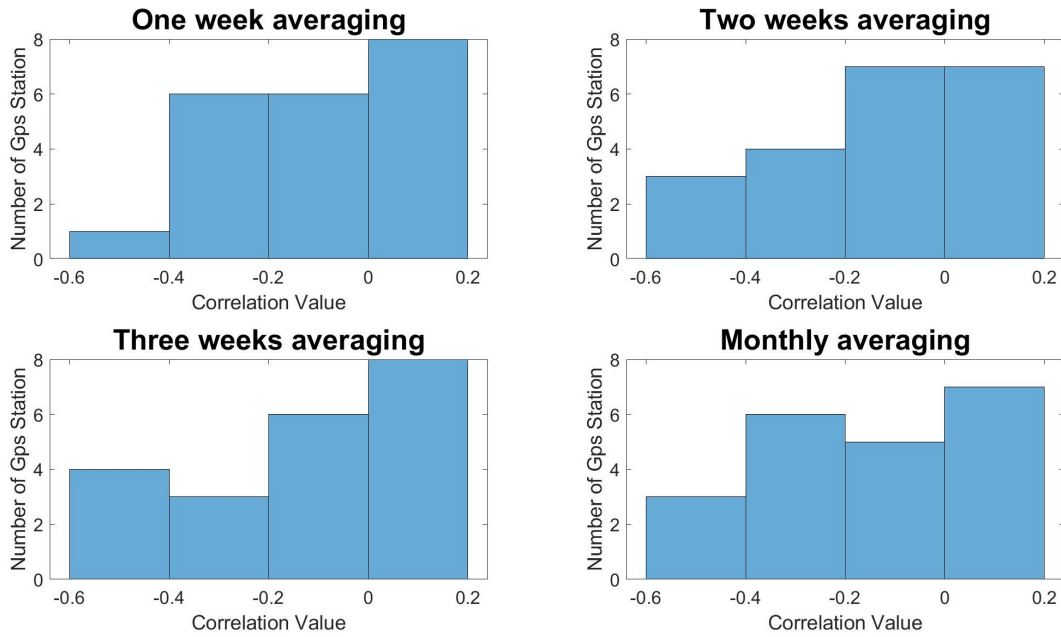 One week averaging
Number of Gps Station
8
6
4
2
0
-0.6 -0.4 -0.2 0 0.2
Correlation Value
Two weeks averaging
Number of Gps Station
8
6
4
2
0
-0.6 -0.4 -0.2 0 0.2
Correlation Value
Three weeks averaging
Number of Gps Station
8
6
4
2
0
-0.6 -0.4 -0.2 0 0.2
Correlation Value
Monthly averaging
Number of Gps Station
8
6
4
2
0
-0.6 -0.4 -0.2 0 0.2
Correlation Value